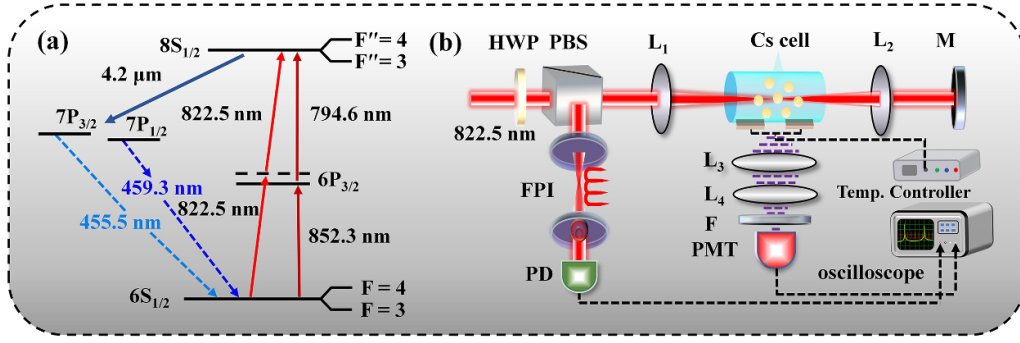 (a)
8S1/2
F″= 4
F″= 3
4.2 μm
7P3/2
7P1/2
822.5 nm
794.6 nm
6P3/2
459.3 nm
822.5 nm
455.5 nm
852.3 nm
6S1/2
F = 4
F = 3
(b)
HWP PBS
L1
Cs cell
L2
M
822.5 nm
FPI
L3
L4
F
Temp. Controller
PMT
PD
oscilloscope